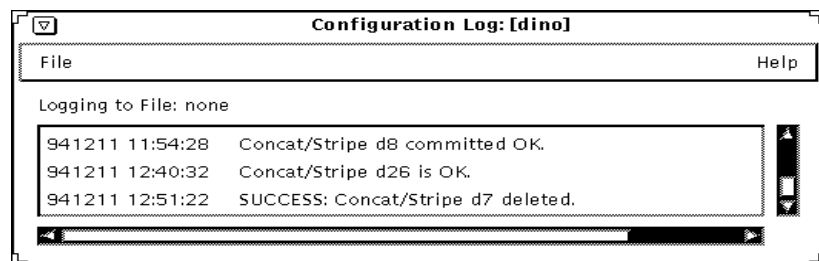 Configuration Log: [dino]
File Help
Logging to File: none
941211 11:54:28 Concat/Stripe d8 committed OK.
941211 12:40:32 Concat/Stripe d26 is OK.
941211 12:51:22 SUCCESS: Concat/Stripe d7 deleted.